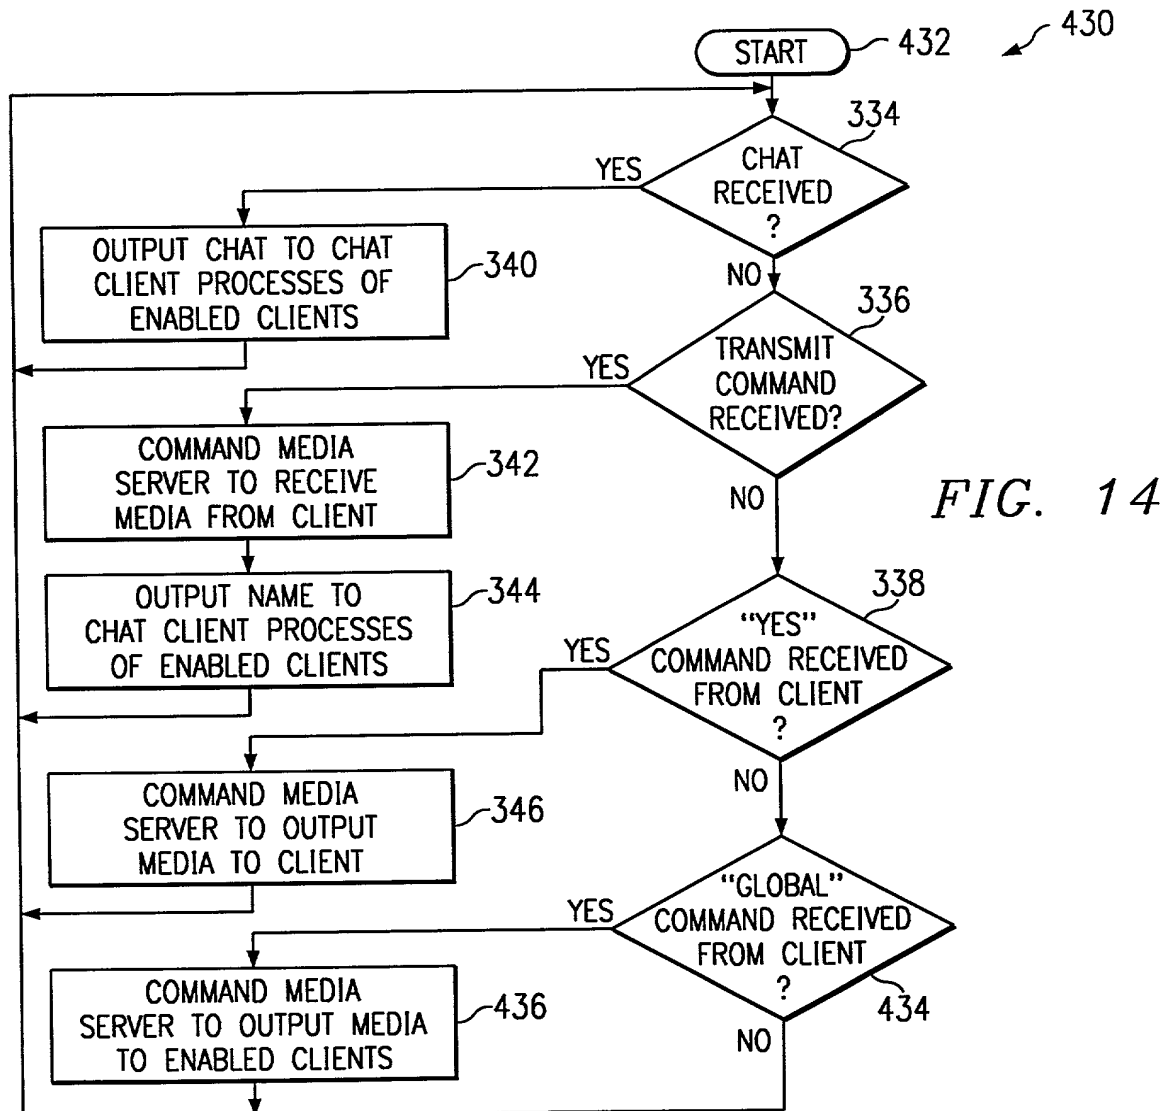 430
START
432
334
CHAT
RECEIVED
?
YES
NO
OUTPUT CHAT TO CHAT
CLIENT PROCESSES OF
ENABLED CLIENTS
340
336
TRANSMIT
COMMAND
RECEIVED?
YES
NO
COMMAND MEDIA
SERVER TO RECEIVE
MEDIA FROM CLIENT
342
FIG. 14
OUTPUT NAME TO
CHAT CLIENT PROCESSES
OF ENABLED CLIENTS
344
338
“YES”
COMMAND RECEIVED
FROM CLIENT
?
YES
NO
COMMAND MEDIA
SERVER TO OUTPUT
MEDIA TO CLIENT
346
“GLOBAL”
COMMAND RECEIVED
FROM CLIENT
?
434
YES
NO
COMMAND MEDIA
SERVER TO OUTPUT MEDIA
TO ENABLED CLIENTS
436